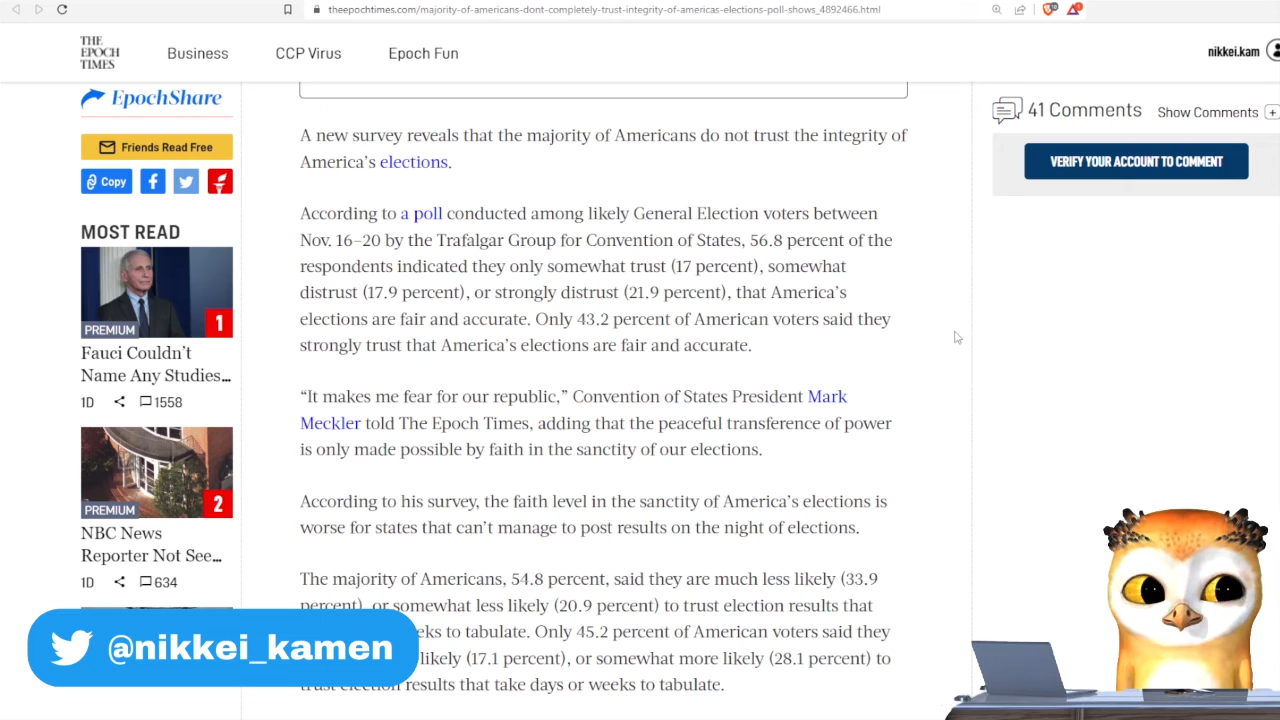 theepochtimes.com/majority-of-americans-dont-completely-trust-integrity-of-americas-elections-poll-shows_4892466.html
THE
EPOCH
TIMES
Business
CCP Virus
Epoch Fun
nikkei.kam
EpochShare
Friends Read Free
Copy
MOST READ
PREMIUM
1
Fauci Couldn't
Name Any Studies...
1D
1558
PREMIUM
2
NBC News
Reporter Not See...
1D
634
A new survey reveals that the majority of Americans do not trust the integrity of
America's elections.
According to a poll conducted among likely General Election voters between
Nov. 16–20 by the Trafalgar Group for Convention of States, 56.8 percent of the
respondents indicated they only somewhat trust (17 percent), somewhat
distrust (17.9 percent), or strongly distrust (21.9 percent), that America's
elections are fair and accurate. Only 43.2 percent of American voters said they
strongly trust that America's elections are fair and accurate.
“It makes me fear for our republic,” Convention of States President Mark
Meckler told The Epoch Times, adding that the peaceful transference of power
is only made possible by faith in the sanctity of our elections.
According to his survey, the faith level in the sanctity of America's elections is
worse for states that can't manage to post results on the night of elections.
The majority of Americans, 54.8 percent, said they are much less likely (33.9
percent), or somewhat less likely (20.9 percent) to trust election results that
to tabulate. Only 45.2 percent of American voters said they
likely (17.1 percent), or somewhat more likely (28.1 percent) to
trust election results that take days or weeks to tabulate.
41 Comments
Show Comments
VERIFY YOUR ACCOUNT TO COMMENT
@nikkei_kamen